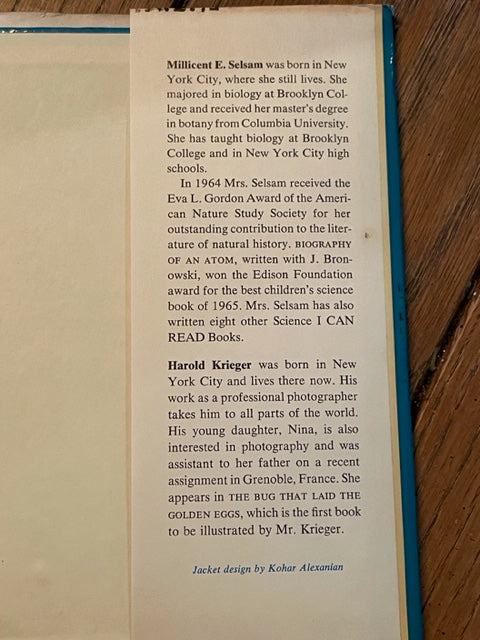 Millicent E. Selsam was born in New
York City, where she still lives. She
majored in biology at Brooklyn Col-
lege and received her master's degree
in botany from Columbia University.
She has taught biology at Brooklyn
College and in New York City high
schools.
In 1964 Mrs. Selsam received the
Eva L. Gordon Award of the Ameri-
can Nature Study Society for her
outstanding contribution to the liter-
ature of natural history. BIOGRAPHY
OF AN ATOM, written with J. Bron-
owski, won the Edison Foundation
award for the best children's science
book of 1965. Mrs. Selsam has also
written eight other Science I CAN
READ Books.
Harold Krieger was born in New
York City and lives there now. His
work as a professional photographer
takes him to all parts of the world.
His young daughter, Nina, is also
interested in photography and was
assistant to her father on a recent
assignment in Grenoble, France. She
appears in THE BUG THAT LAID THE
GOLDEN EGGS, which is the first book
to be illustrated by Mr. Krieger.
Jacket design by Kohar Alexanian